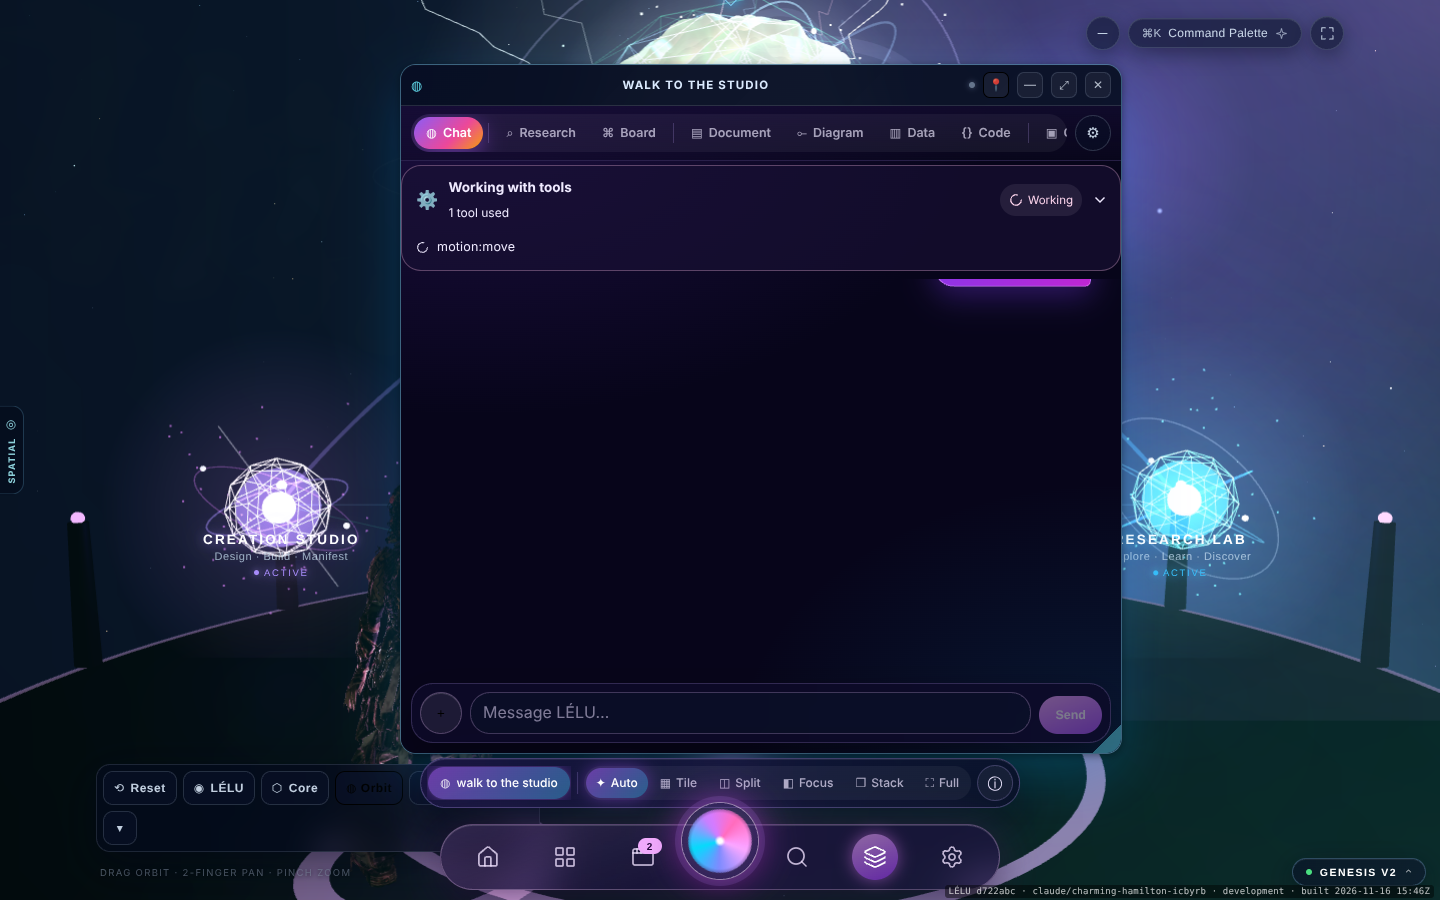 ⌘K Command Palette
WALK TO THE STUDIO
Chat Research ⌘ Board Document Diagram Data {} Code
Working with tools
1 tool used
Working
motion:move
SPATIAL
CREATION STUDIO
Design · Build · Manifest
ACTIVE
ESEARCH LAB
plore · Learn · Discover
ACTIVE
+ Message LÉLU... Send
Reset LÉLU Core Orbit
walk to the studio Auto Tile Split Focus Stack Full
2
DRAG ORBIT · 2-FINGER PAN · PINCH ZOOM
GENESIS V2
LÉLU d722abc · claude/charming-hamilton-icbyrb · development · built 2026-11-16 15:46Z